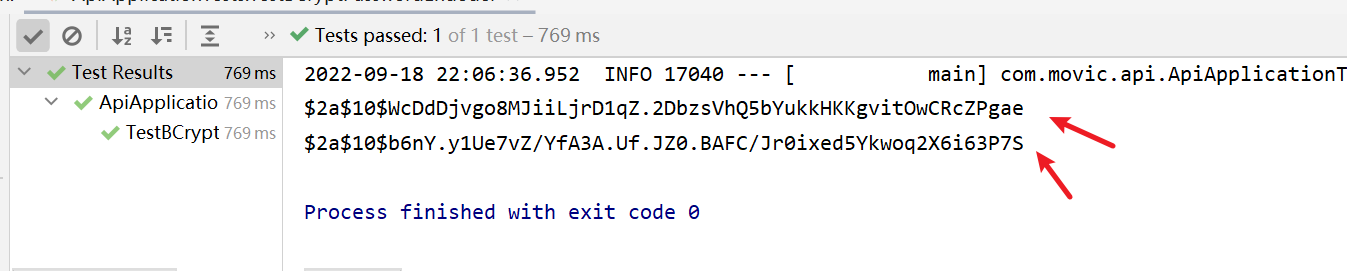 Tests passed: 1 of 1 test – 769 ms
Test Results 769 ms
ApiApplicatio 769 ms
TestBCrypt 769 ms
2022-09-18 22:06:36.952  INFO 17040 --- [           main] com.movic.api.ApiApplicationT
$2a$10$WcDdDjvgo8MJiiLjrD1qZ.2DbzsVhQ5bYukkHKKgvitOwCRcZPgae
$2a$10$b6nY.y1Ue7vZ/YfA3A.Uf.JZ0.BAFC/Jr0ixed5Ykwoq2X6i63P7S
Process finished with exit code 0